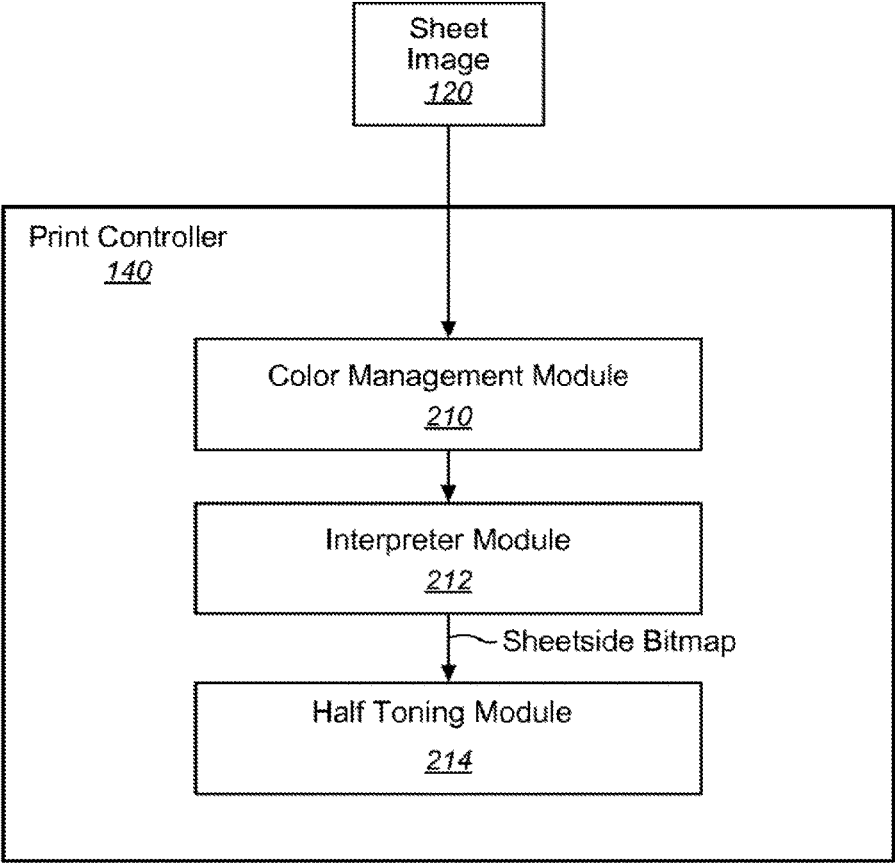 Sheet
Image
120
Print Controller
140
Color Management Module
210
Interpreter Module
212
Sheetside Bitmap
Half Toning Module
214